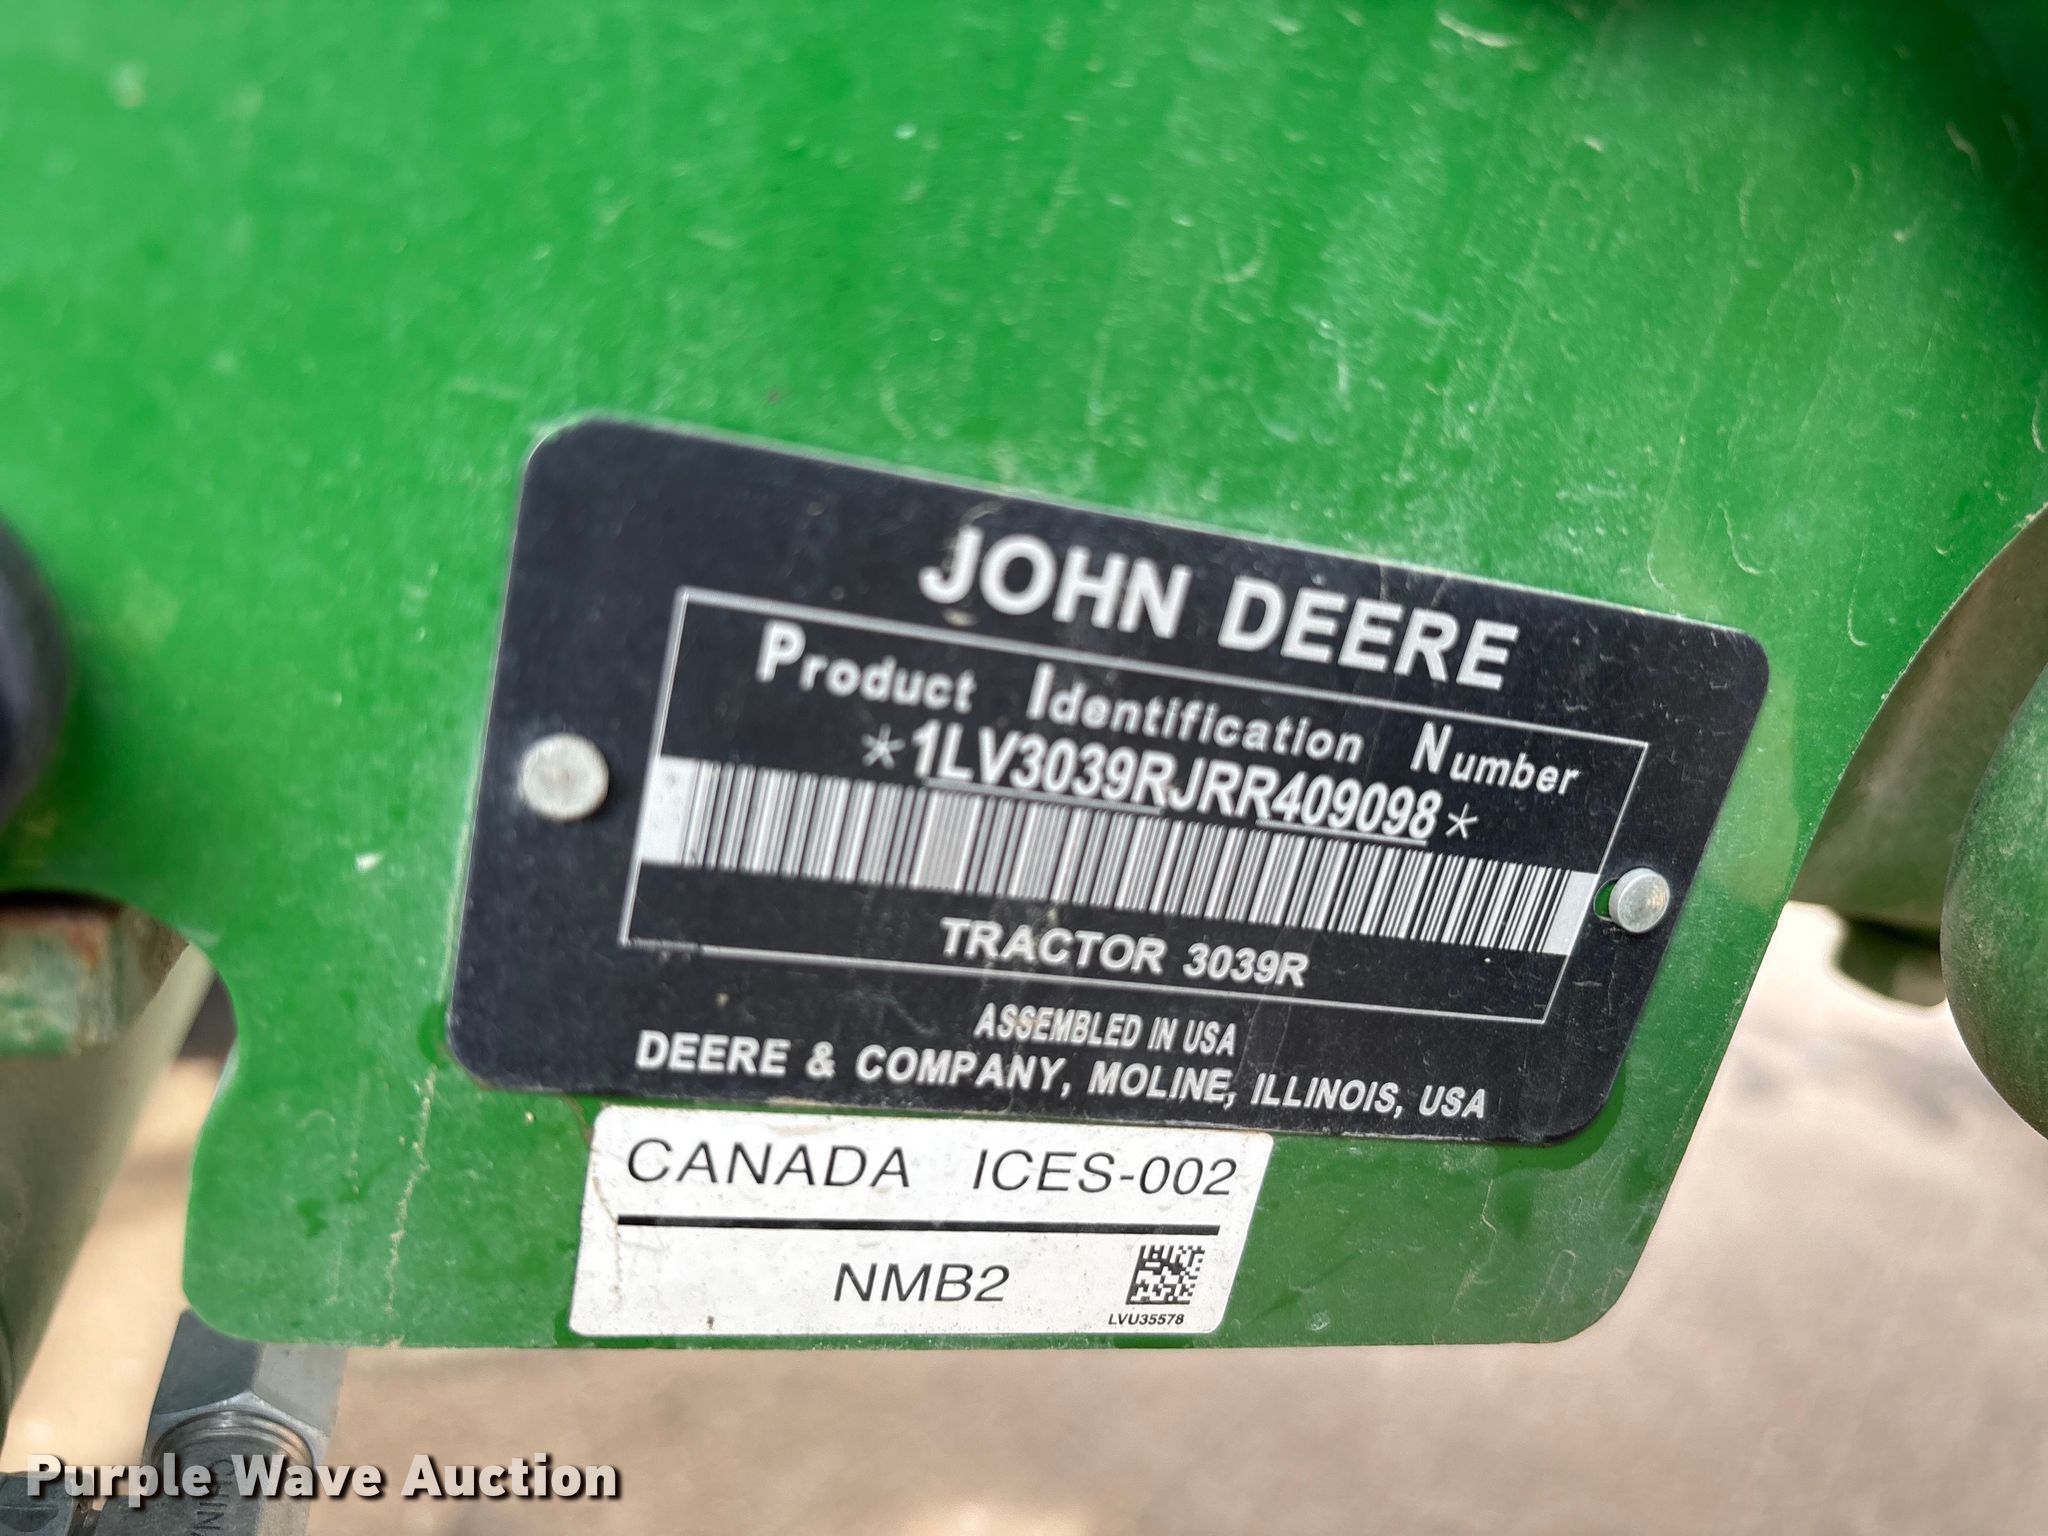 JOHN DEERE
Product Identification Number
*1LV3039RJRR409098*
TRACTOR 3039R
ASSEMBLED IN USA
DEERE & COMPANY, MOLINE, ILLINOIS, USA
CANADA ICES-002
NMB2
LVU35578
Purple Wave Auction